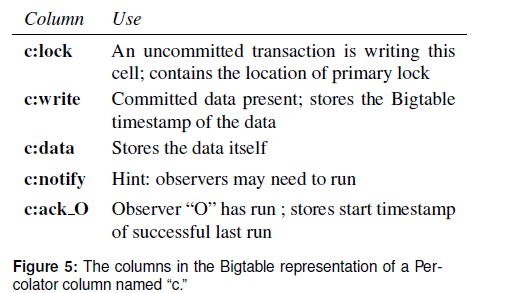 Column Use
c:lock An uncommitted transaction is writing this
cell; contains the location of primary lock
c:write Committed data present; stores the Bigtable
timestamp of the data
c:data Stores the data itself
c:notify Hint: observers may need to run
c:ack_O Observer “O” has run ; stores start timestamp
of successful last run
Figure 5: The columns in the Bigtable representation of a Per-
colator column named “c.”